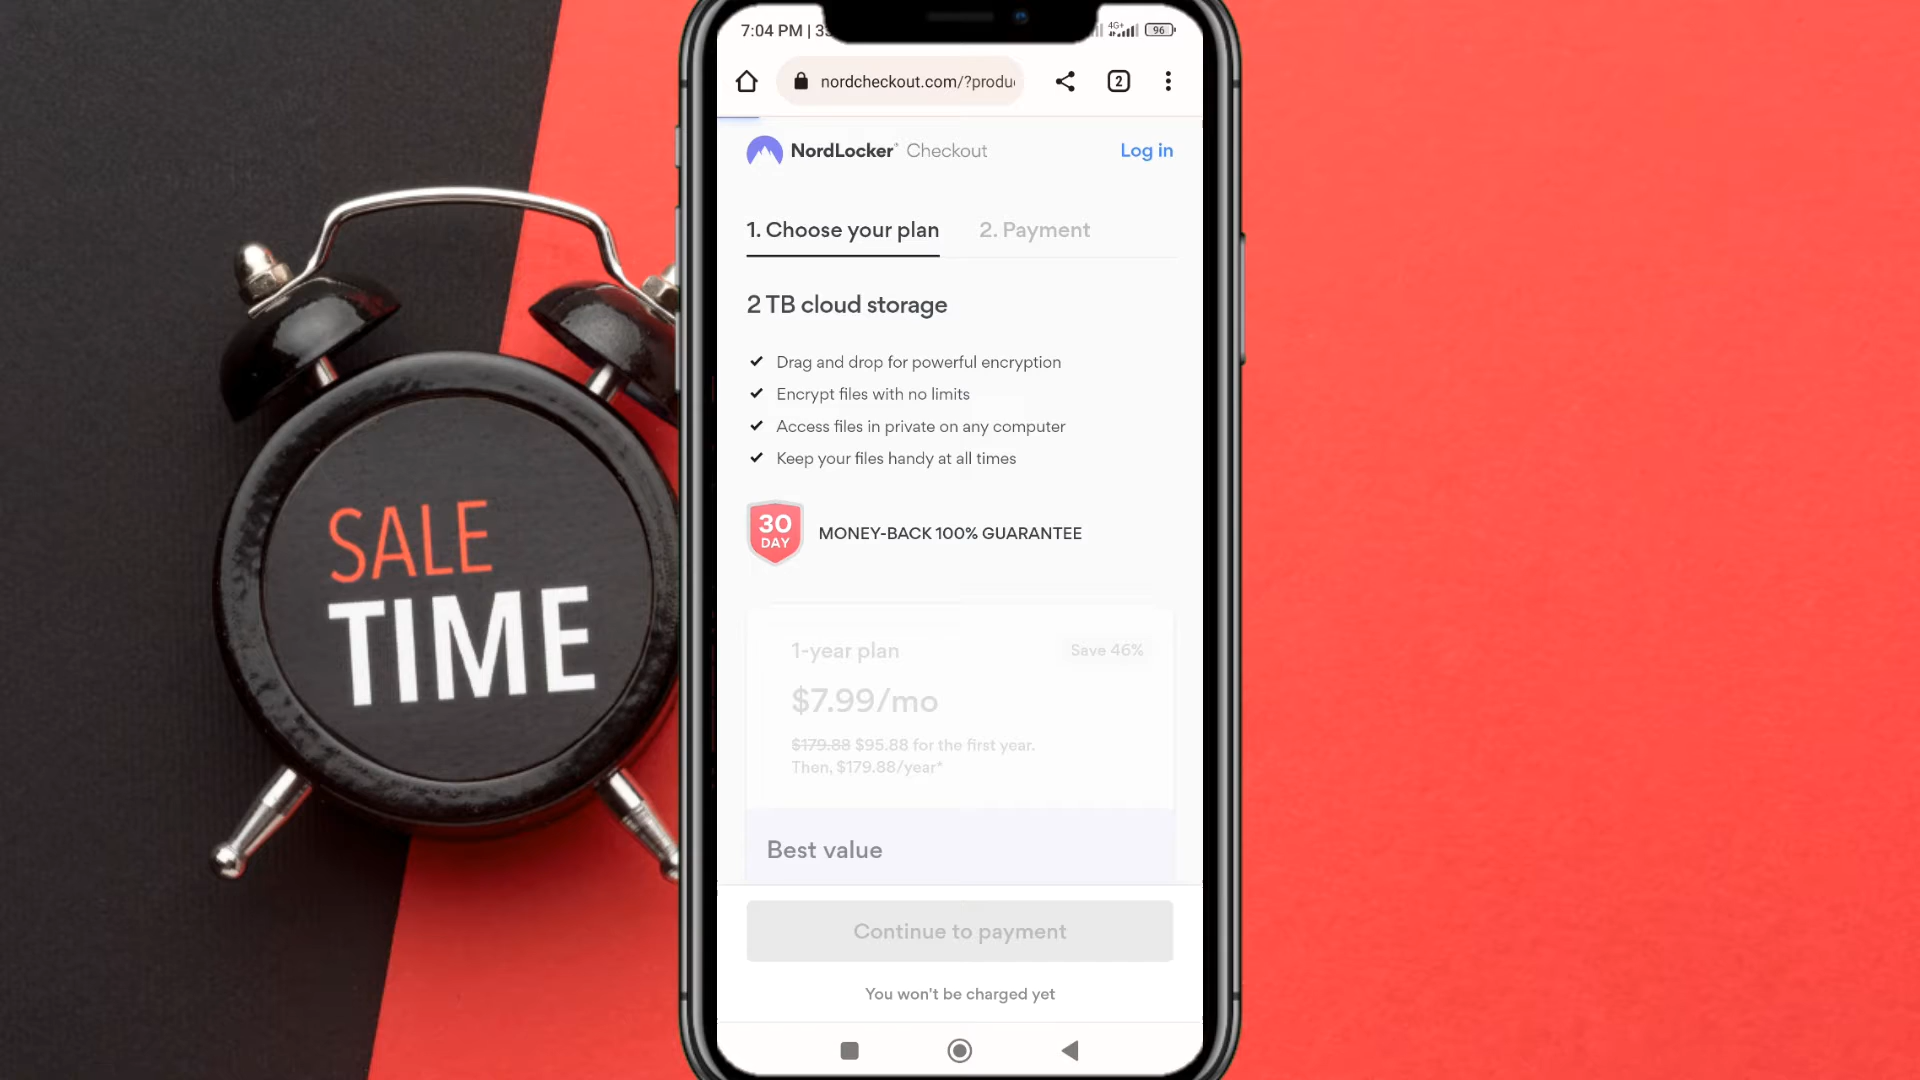 SALE
TIME
7:04 PM |
4G+
96
nordcheckout.com/?produ
2
NordLocker® Checkout
Log in
1. Choose your plan
2. Payment
2 TB cloud storage
Drag and drop for powerful encryption
Encrypt files with no limits
Access files in private on any computer
Keep your files handy at all times
30
DAY
MONEY-BACK 100% GUARANTEE
1-year plan
Save 46%
$7.99/mo
$179.88 $95.88 for the first year.
Then, $179.88/year*
Best value
Continue to payment
You won't be charged yet